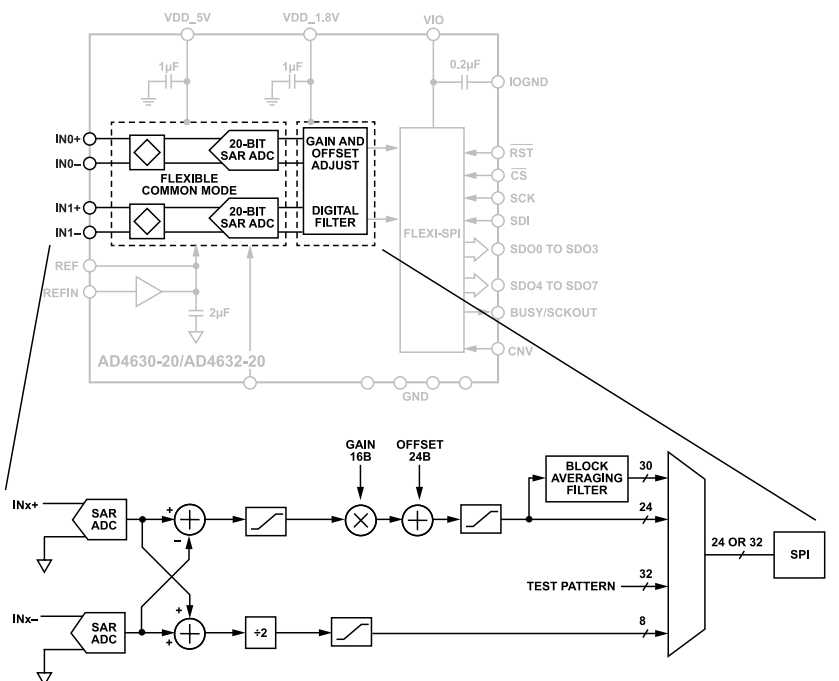 VDD_5V
VDD_1.8V
VIO
1µF
1µF
0.2µF
IOGND
IN0+
IN0–
20-BIT
SAR ADC
FLEXIBLE
COMMON MODE
GAIN AND
OFFSET
ADJUST
IN1+
IN1–
20-BIT
SAR ADC
DIGITAL
FILTER
FLEXI-SPI
RST
CS
SCK
SDI
SDO0 TO SDO3
SDO4 TO SDO7
BUSY/SCKOUT
CNV
REF
REFIN
2µF
AD4630-20/AD4632-20
GND
GAIN
16B
OFFSET
24B
BLOCK
AVERAGING
FILTER
30
INx+
SAR
ADC
+
–
24
24 OR 32
SPI
TEST PATTERN
32
INx–
SAR
ADC
+
+
÷2
8